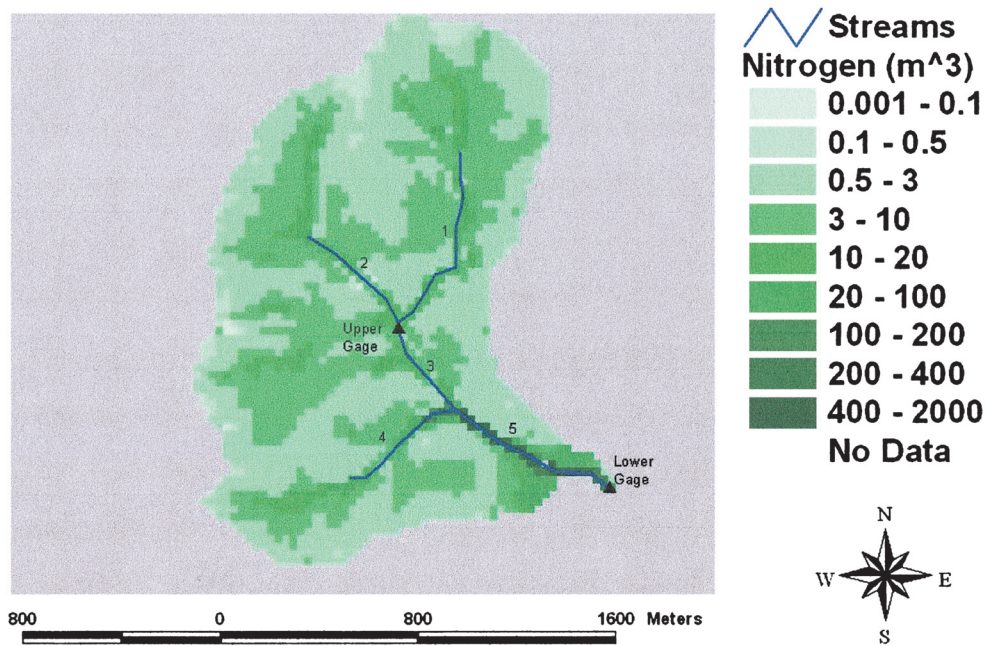 Streams
Nitrogen (m^3)
0.001 - 0.1
0.1 - 0.5
0.5 - 3
3 - 10
10 - 20
20 - 100
100 - 200
200 - 400
400 - 2000
No Data
1
2
Upper
Gage
3
4
5
Lower
Gage
N
W
E
S
800 0 800 1600 Meters